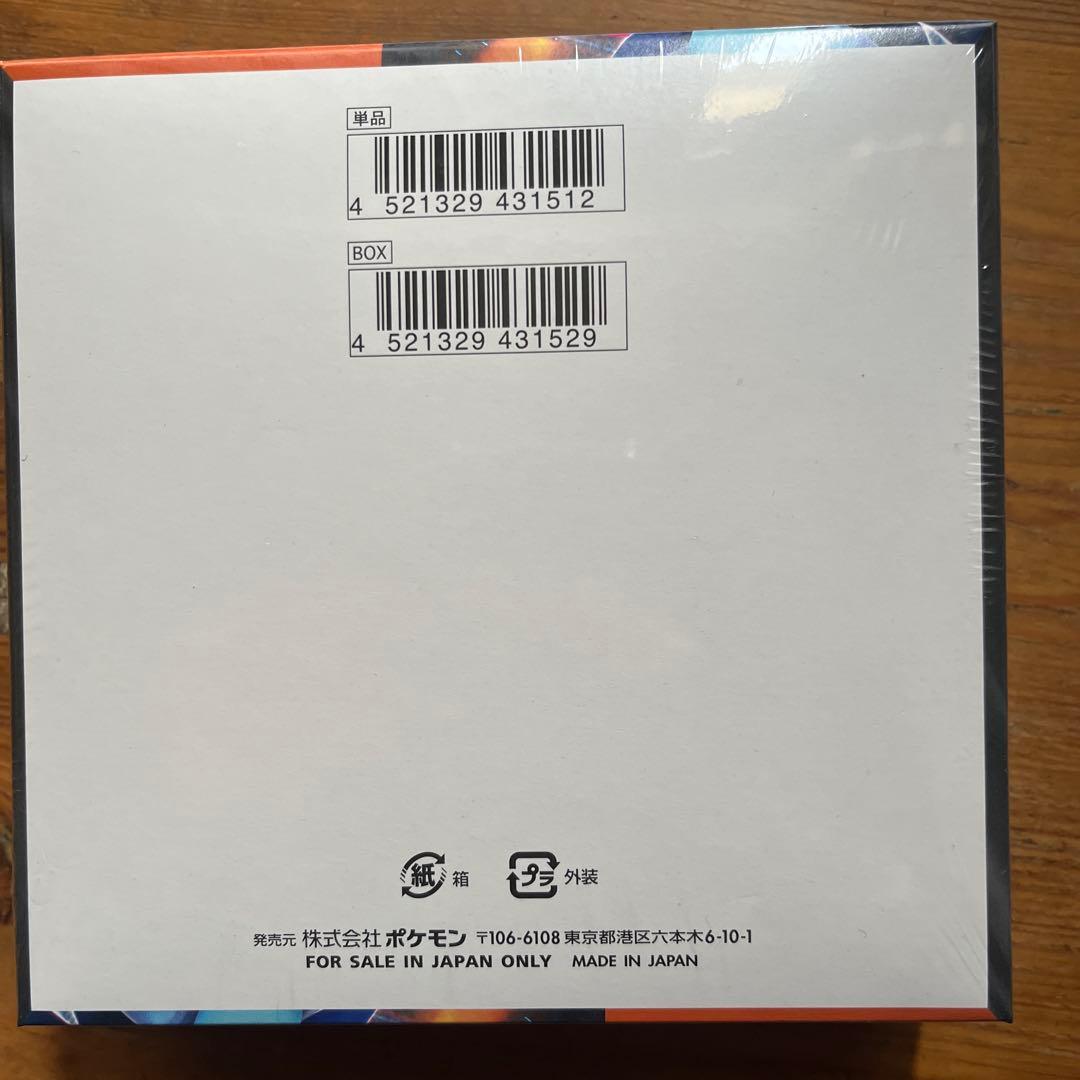 単品
4 521329 431512
BOX
4 521329 431529
紙 箱 プラ 外装
発売元 株式会社 ポケモン 〒106-6108 東京都港区六本木6-10-1
FOR SALE IN JAPAN ONLY MADE IN JAPAN